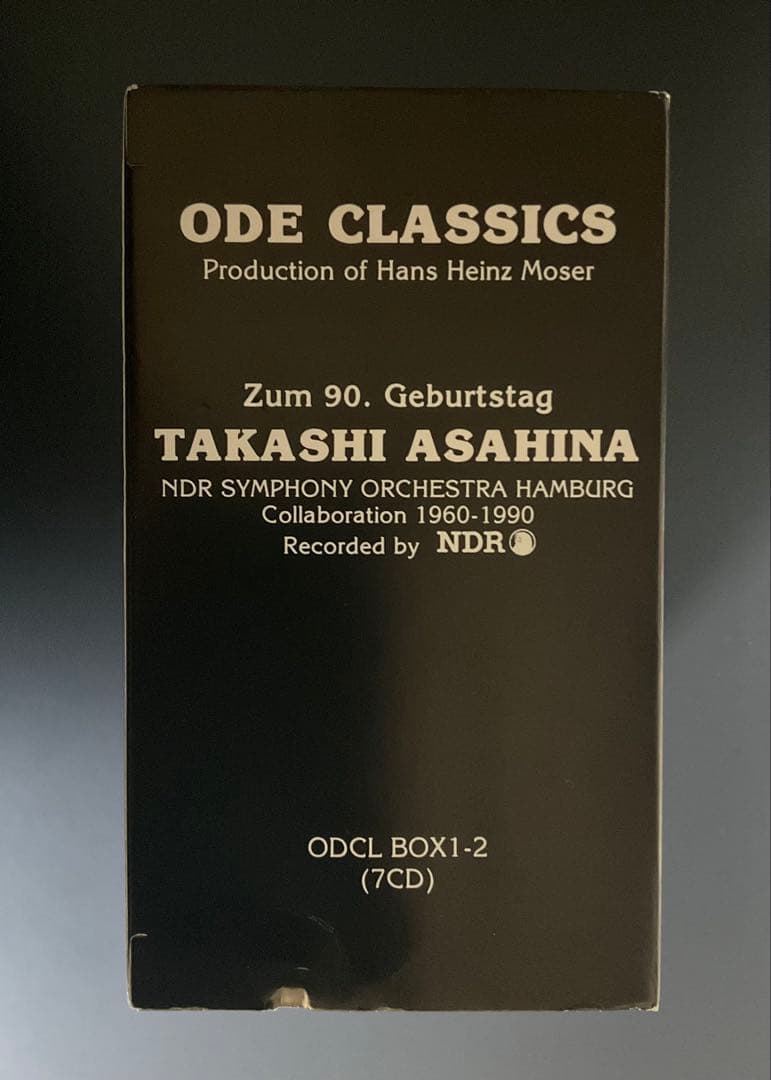 ODE CLASSICS
Production of Hans Heinz Moser
Zum 90. Geburtstag
TAKASHI ASAHINA
NDR SYMPHONY ORCHESTRA HAMBURG
Collaboration 1960-1990
Recorded by NDR
ODCL BOX1-2
(7CD)